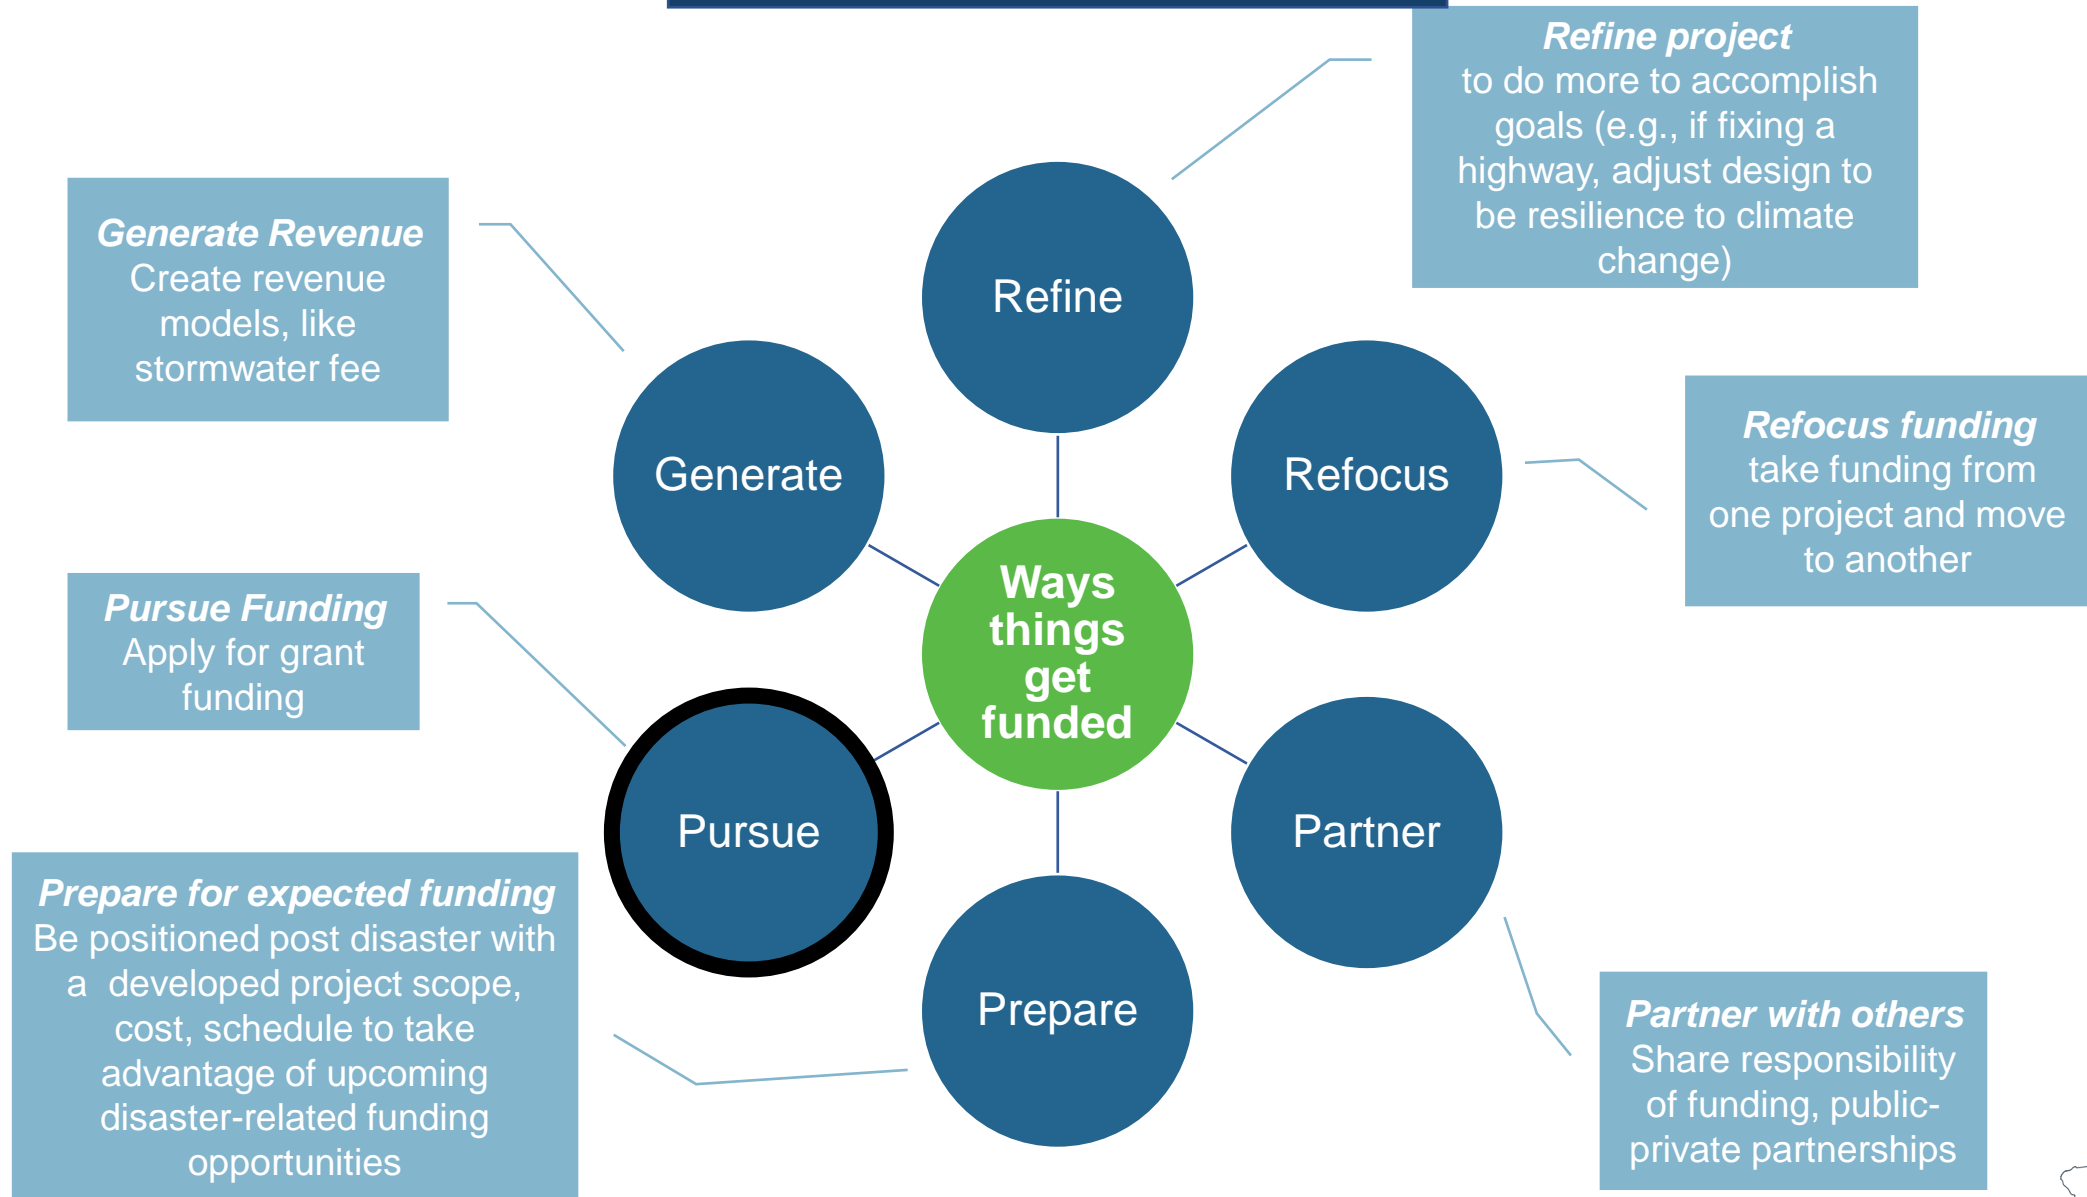 Refine project
to do more to accomplish
goals (e.g., if fixing a
highway, adjust design to
be resilience to climate
change)
Generate Revenue
Create revenue
models, like
stormwater fee
Refine
Generate
Refocus
Refocus funding
take funding from
one project and move
to another
Ways
things
get
funded
Pursue Funding
Apply for grant
funding
Pursue
Partner
Prepare for expected funding
Be positioned post disaster with
a  developed project scope,
cost, schedule to take
advantage of upcoming
disaster-related funding
opportunities
Prepare
Partner with others
Share responsibility
of funding, public-
private partnerships